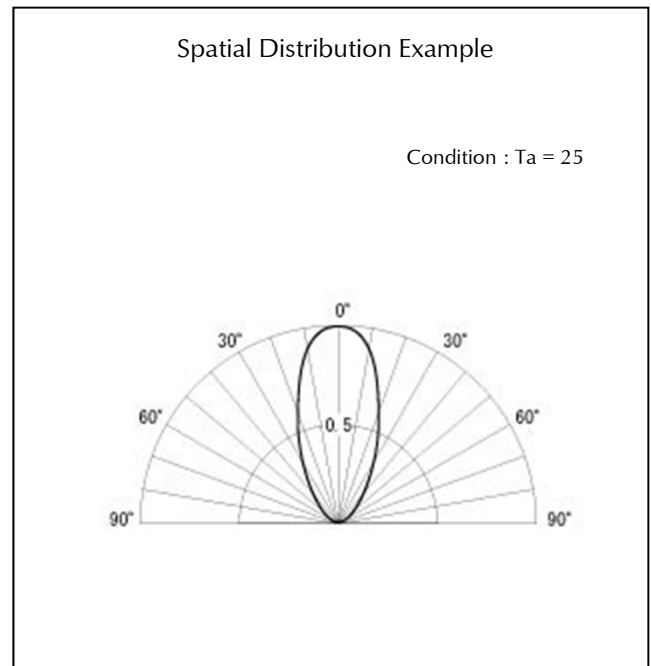 Spatial Distribution Example
Condition : Ta = 25
0°
30° 30°
60° 60°
0. 5
90° 90°